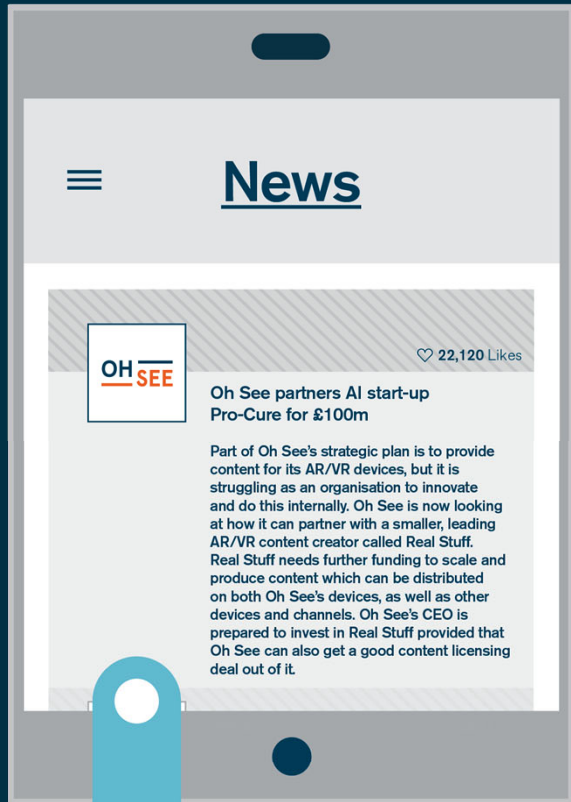 News
22,120 Likes
OH
SEE
Oh See partners AI start-up
Pro-Cure for £100m
Part of Oh See's strategic plan is to provide
content for its AR/VR devices, but it is
struggling as an organisation to innovate
and do this internally. Oh See is now looking
at how it can partner with a smaller, leading
AR/VR content creator called Real Stuff.
Real Stuff needs further funding to scale and
produce content which can be distributed
on both Oh See's devices, as well as other
devices and channels. Oh See's CEO is
prepared to invest in Real Stuff provided that
Oh See can also get a good content licensing
deal out of it.